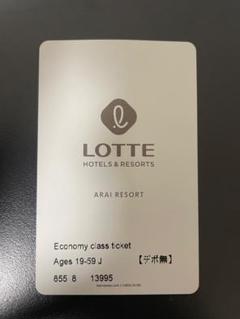 LOTTE
HOTELS & RESORTS
ARAI RESORT
Economy class ticket
Ages 19-59 J 【デポ無】
855 8 13995